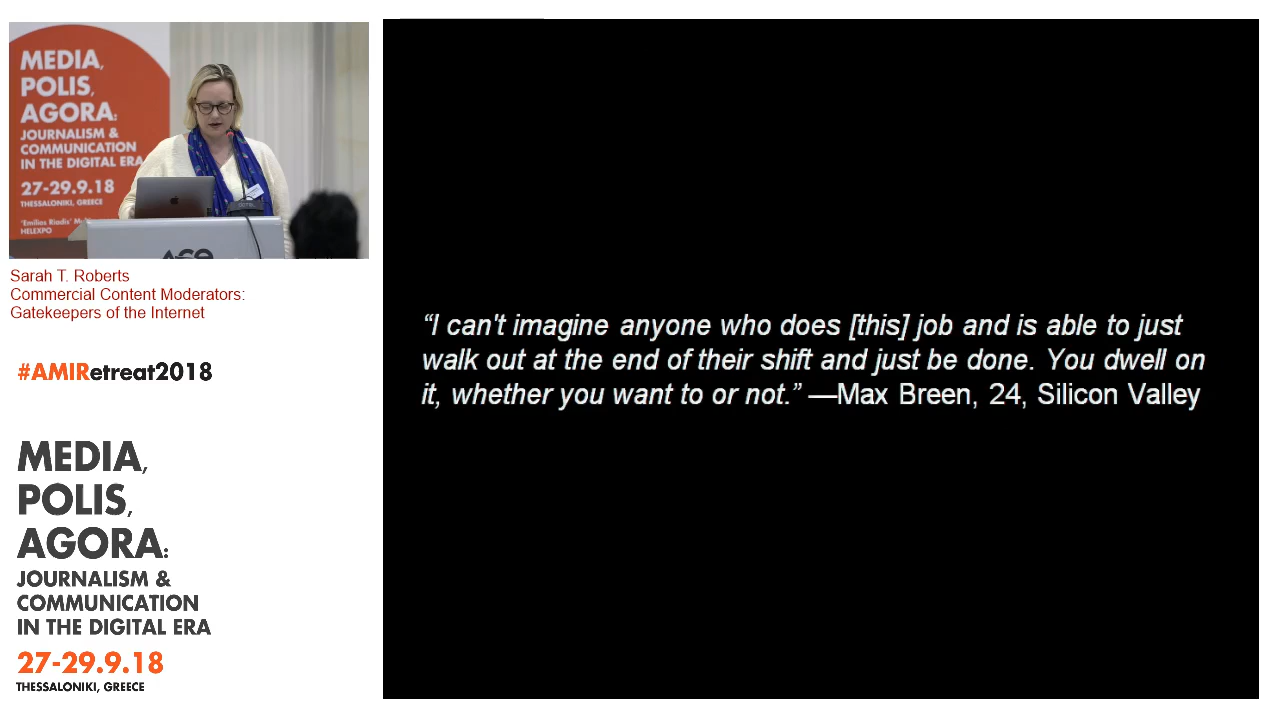 MEDIA,
POLIS,
AGORA:
JOURNALISM &
COMMUNICATION
IN THE DIGITAL ERA
27-29.9.18
THESSALONIKI, GREECE
'Emilios Riadis'
HELEXPO
Sarah T. Roberts
Commercial Content Moderators:
Gatekeepers of the Internet
#AMIRetreat2018
MEDIA,
POLIS,
AGORA:
JOURNALISM &
COMMUNICATION
IN THE DIGITAL ERA
27-29.9.18
THESSALONIKI, GREECE
“I can't imagine anyone who does [this] job and is able to just
walk out at the end of their shift and just be done. You dwell on
it, whether you want to or not.” —Max Breen, 24, Silicon Valley